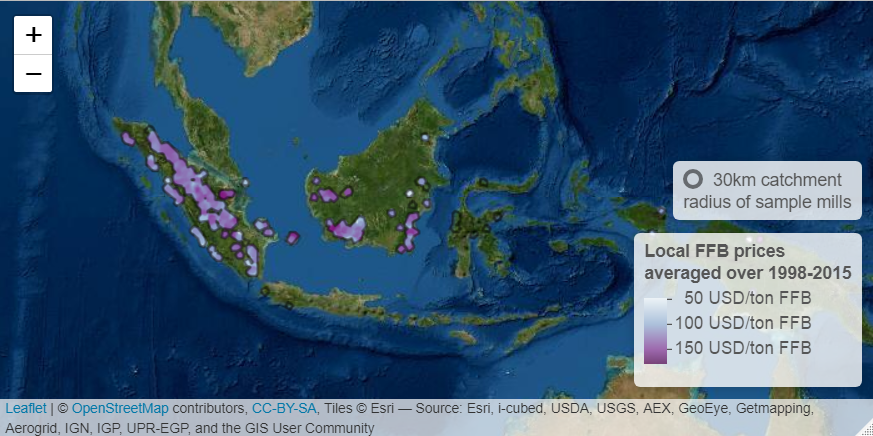 +
−
30km catchment
radius of sample mills
Local FFB prices
averaged over 1998-2015
50 USD/ton FFB
100 USD/ton FFB
150 USD/ton FFB
Leaflet | © OpenStreetMap contributors, CC-BY-SA, Tiles © Esri — Source: Esri, i-cubed, USDA, USGS, AEX, GeoEye, Getmapping,
Aerogrid, IGN, IGP, UPR-EGP, and the GIS User Community